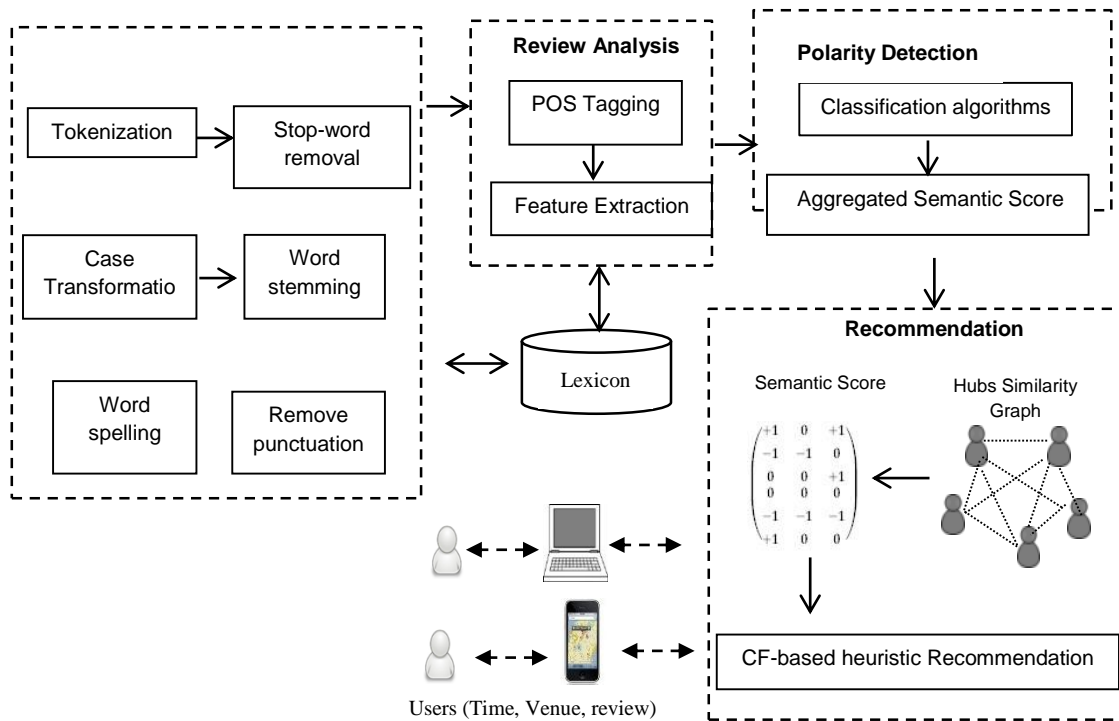 Tokenization
Stop-word
removal
Case
Transformatio
Word
stemming
Word
spelling
Remove
punctuation
Review Analysis
POS Tagging
Feature Extraction
Lexicon
Polarity Detection
Classification algorithms
Aggregated Semantic Score
Recommendation
Semantic Score
Hubs Similarity
Graph
+1 0 +1
−1 −1 0
0 0 +1
0 0 0
−1 −1 −1
+1 0 0
CF-based heuristic Recommendation
Users (Time, Venue, review)